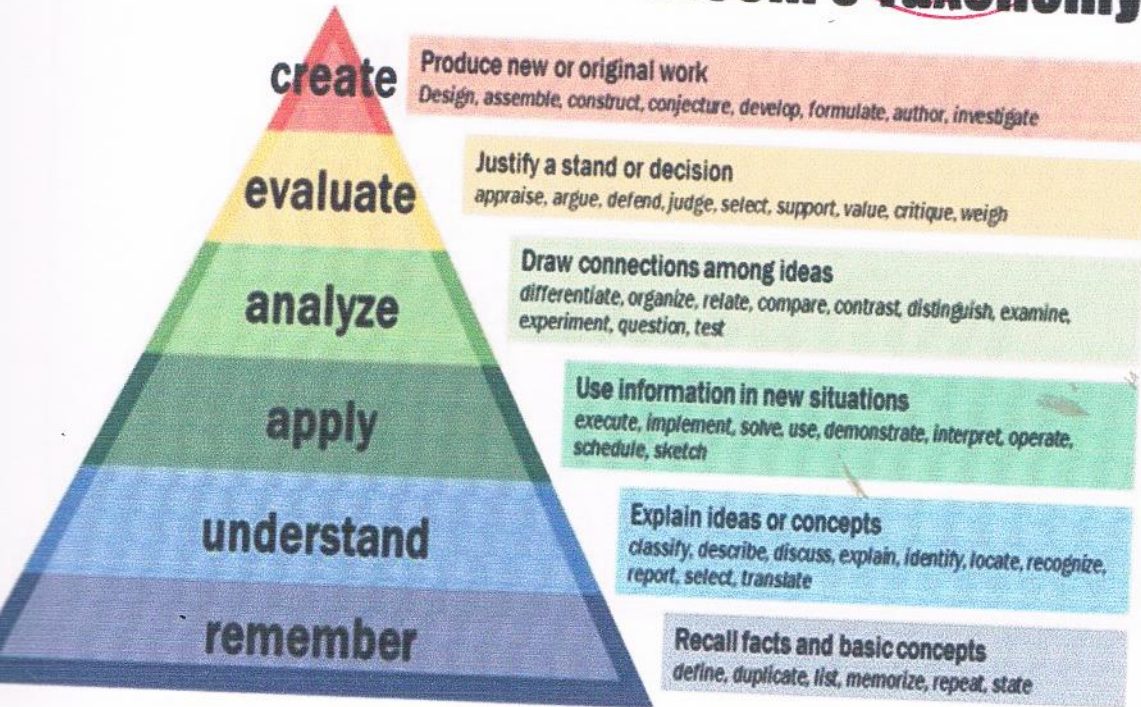 Taxonomy
create
Produce new or original work
Design, assemble, construct, conjecture, develop, formulate, author, investigate
evaluate
Justify a stand or decision
appraise, argue, defend, judge, select, support, value, critique, weigh
analyze
Draw connections among ideas
differentiate, organize, relate, compare, contrast, distinguish, examine,
experiment, question, test
apply
Use information in new situations
execute, implement, solve, use, demonstrate, interpret, operate,
schedule, sketch
understand
Explain ideas or concepts
classify, describe, discuss, explain, identify, locate, recognize,
report, select, translate
remember
Recall facts and basic concepts
define, duplicate, list, memorize, repeat, state